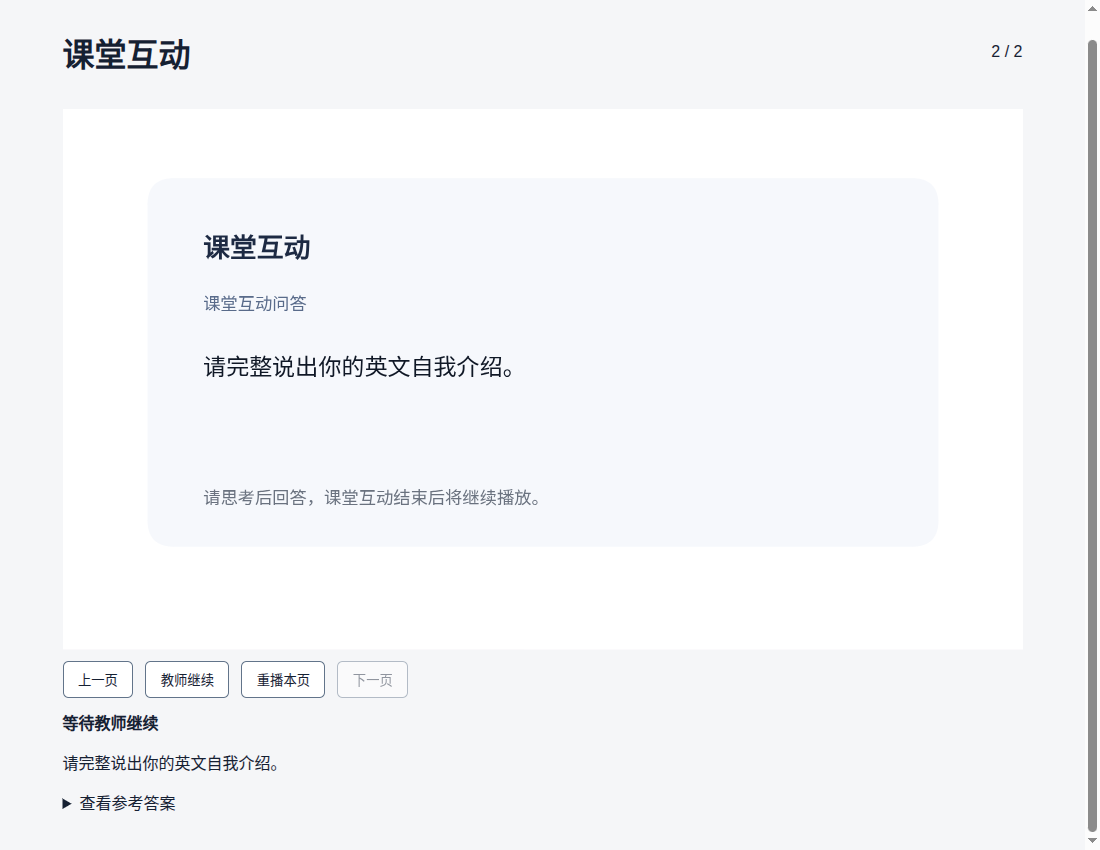 课堂互动
2 / 2
课堂互动
课堂互动问答
请完整说出你的英文自我介绍。
请思考后回答，课堂互动结束后将继续播放。
上一页 教师继续 重播本页 下一页
等待教师继续
请完整说出你的英文自我介绍。
▶ 查看参考答案